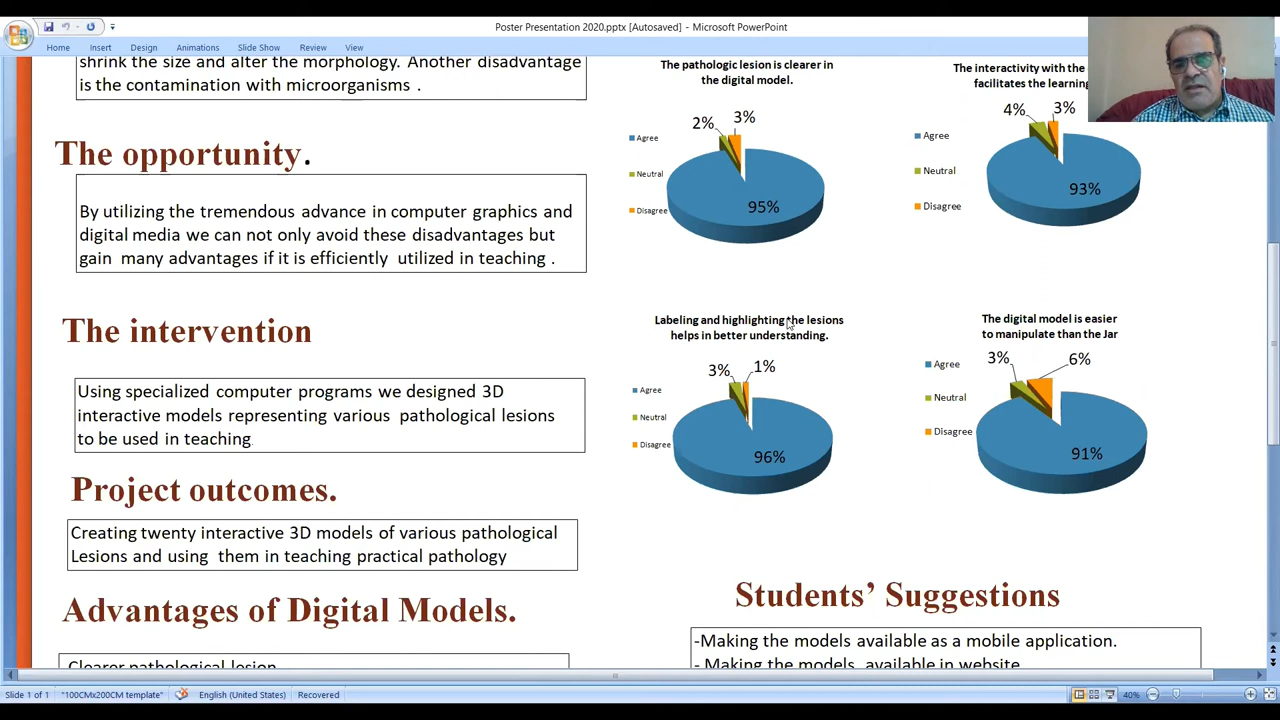 Poster Presentation 2020.pptx [Autosaved] - Microsoft PowerPoint
Home Insert Design Animations Slide Show Review View
shrink the size and alter the morphology. Another disadvantage
is the contamination with microorganisms .
The opportunity.
By utilizing the tremendous advance in computer graphics and
digital media we can not only avoid these disadvantages but
gain many advantages if it is efficiently utilized in teaching .
The intervention
Using specialized computer programs we designed 3D
interactive models representing various pathological lesions
to be used in teaching.
Project outcomes.
Creating twenty interactive 3D models of various pathological
Lesions and using them in teaching practical pathology
Advantages of Digital Models.
Clearer pathological lesion
The pathologic lesion is clearer in
the digital model.
2% 3%
Agree
Neutral
Disagree
95%
The interactivity with the
facilitates the learning
4% 3%
Agree
Neutral
Disagree
93%
Labeling and highlighting the lesions
helps in better understanding.
3% 1%
Agree
Neutral
Disagree
96%
The digital model is easier
to manipulate than the Jar
3% 6%
Agree
Neutral
Disagree
91%
Students’ Suggestions
-Making the models available as a mobile application.
- Making the models available in website
Slide 1 of 1 "100CMx200CM template" English (United States) Recovered 40%